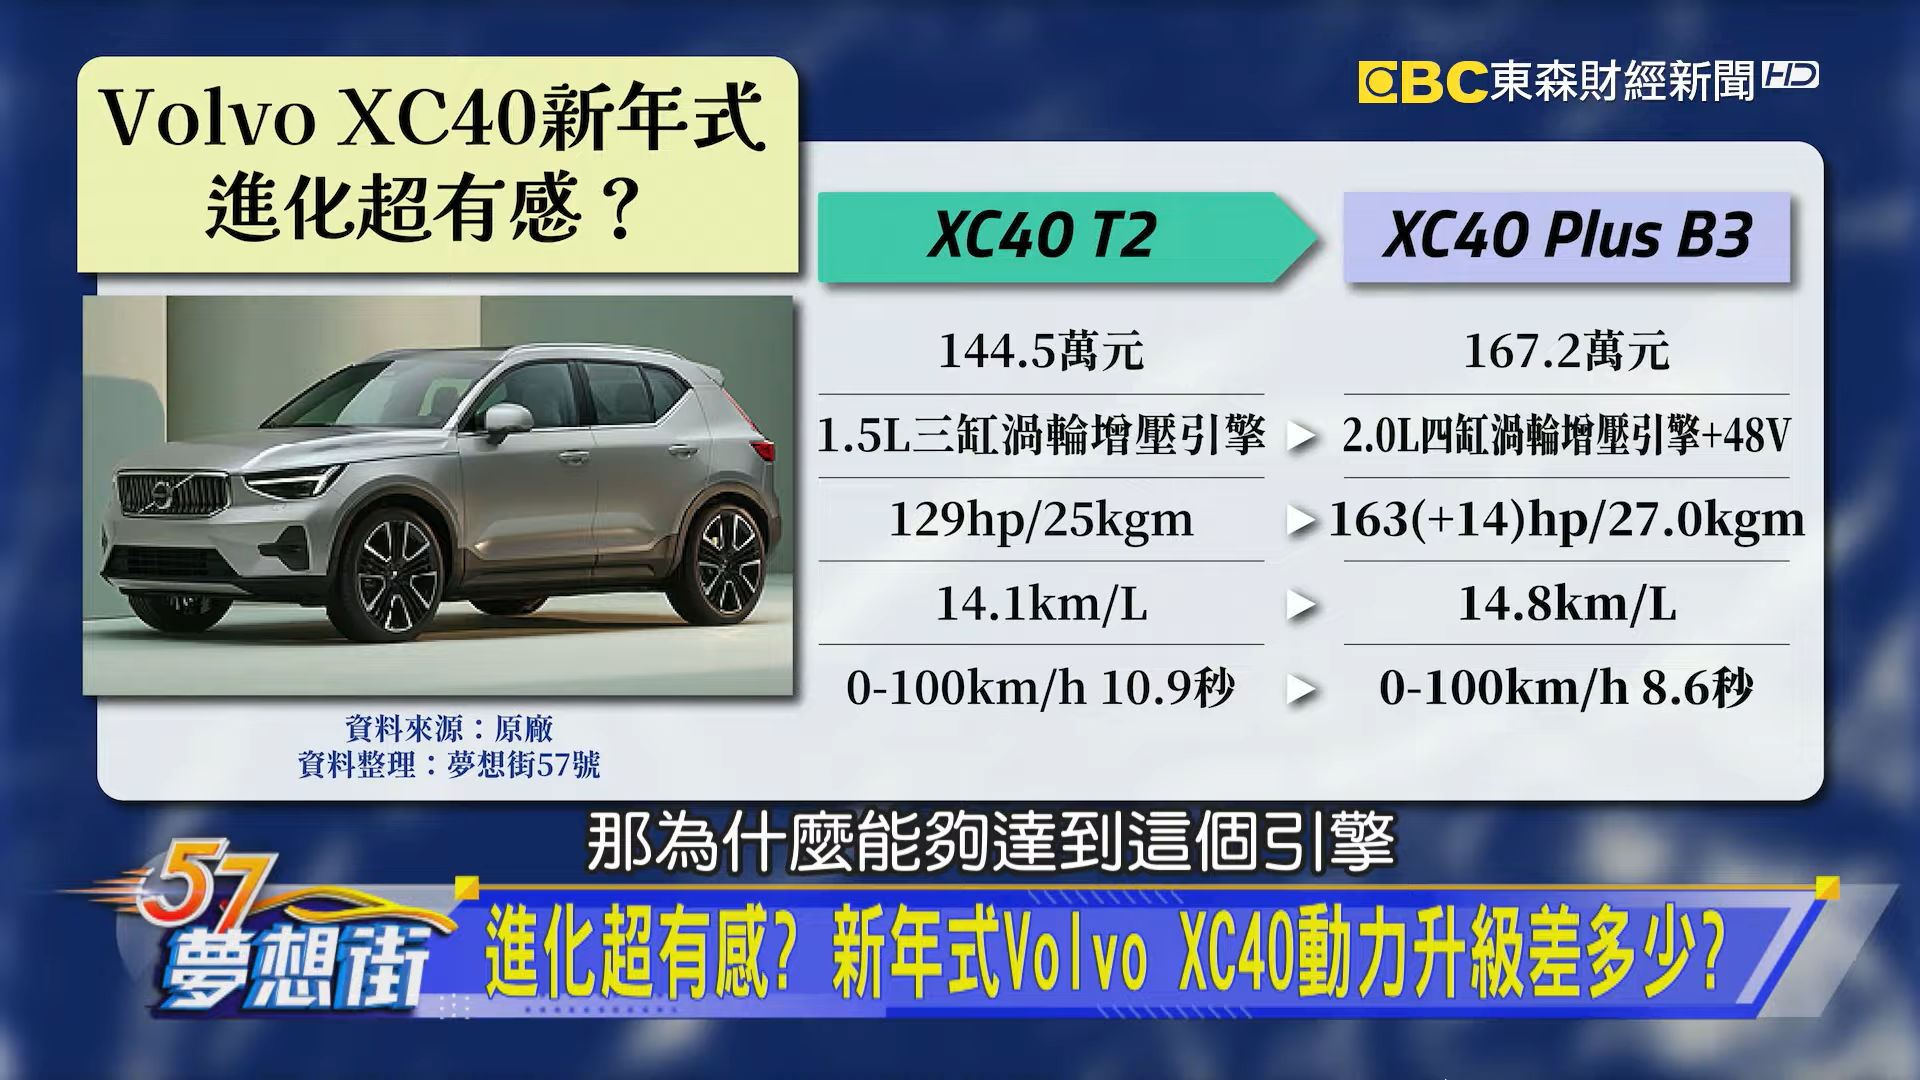 Volvo XC40新年式
進化超有感？
EBC東森財經新聞HD
XC40 T2
XC40 Plus B3
144.5萬元
167.2萬元
1.5L三缸渦輪增壓引擎
2.0L四缸渦輪增壓引擎+48V
129hp/25kgm
163(+14)hp/27.0kgm
14.1km/L
14.8km/L
0-100km/h 10.9秒
0-100km/h 8.6秒
資料來源：原廠
資料整理：夢想街57號
那為什麼能夠達到這個引擎
57夢想街
進化超有感? 新年式Volvo XC40動力升級差多少?